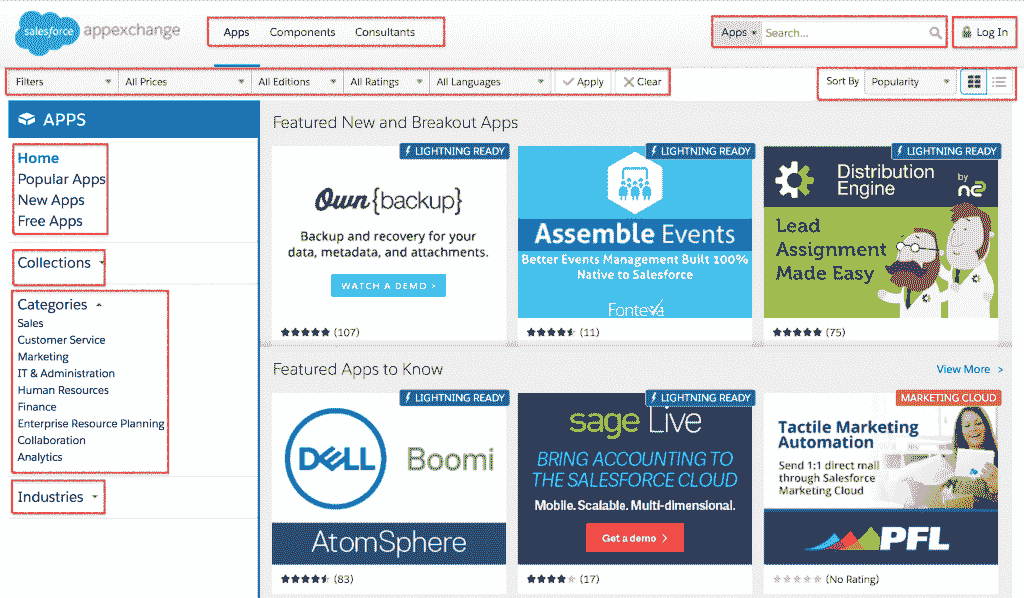 salesforce appexchange
Apps Components Consultants
Apps Search... Log In
Filters All Prices All Editions All Ratings All Languages Apply Clear
Sort By Popularity
APPS
Home
Popular Apps
New Apps
Free Apps
Collections
Categories
Sales
Customer Service
Marketing
IT & Administration
Human Resources
Finance
Enterprise Resource Planning
Collaboration
Analytics
Industries
Featured New and Breakout Apps
LIGHTNING READY
Own {backup}
Backup and recovery for your
data, metadata, and attachments.
WATCH A DEMO >
(107)
LIGHTNING READY
Assemble Events
Better Events Management Built 100%
Native to Salesforce
Fonteva
(11)
LIGHTNING READY
Distribution
Engine
by
n2
Lead
Assignment
Made Easy
(75)
Featured Apps to Know
View More >
LIGHTNING READY
DELL Boomi
AtomSphere
(83)
LIGHTNING READY
sage Live
BRING ACCOUNTING TO
THE SALESFORCE CLOUD
Mobile. Scalable. Multi-dimensional.
Get a demo >
(17)
MARKETING CLOUD
Tactile Marketing
Automation
Send 1:1 direct mail
through Salesforce
Marketing Cloud
PFL
(No Rating)